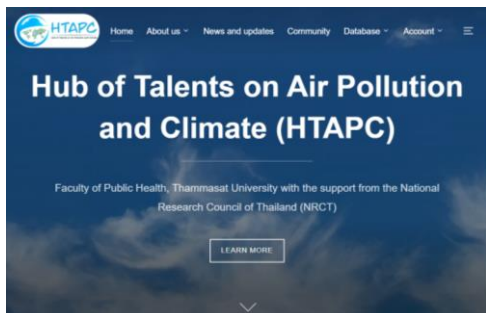 HTAPC
Home
About us
News and updates
Community
Database
Account
Hub of Talents on Air Pollution
and Climate (HTAPC)
Faculty of Public Health, Thammasat University with the support from the National
Research Council of Thailand (NRCT)
LEARN MORE